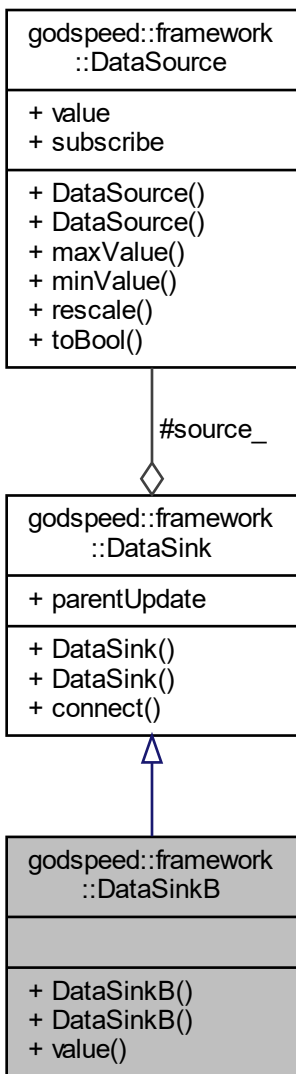 godspeed::framework
::DataSource
+ value
+ subscribe
+ DataSource()
+ DataSource()
+ maxValue()
+ minValue()
+ rescale()
+ toBool()
#source_
godspeed::framework
::DataSink
+ parentUpdate
+ DataSink()
+ DataSink()
+ connect()
godspeed::framework
::DataSinkB
+ DataSinkB()
+ DataSinkB()
+ value()